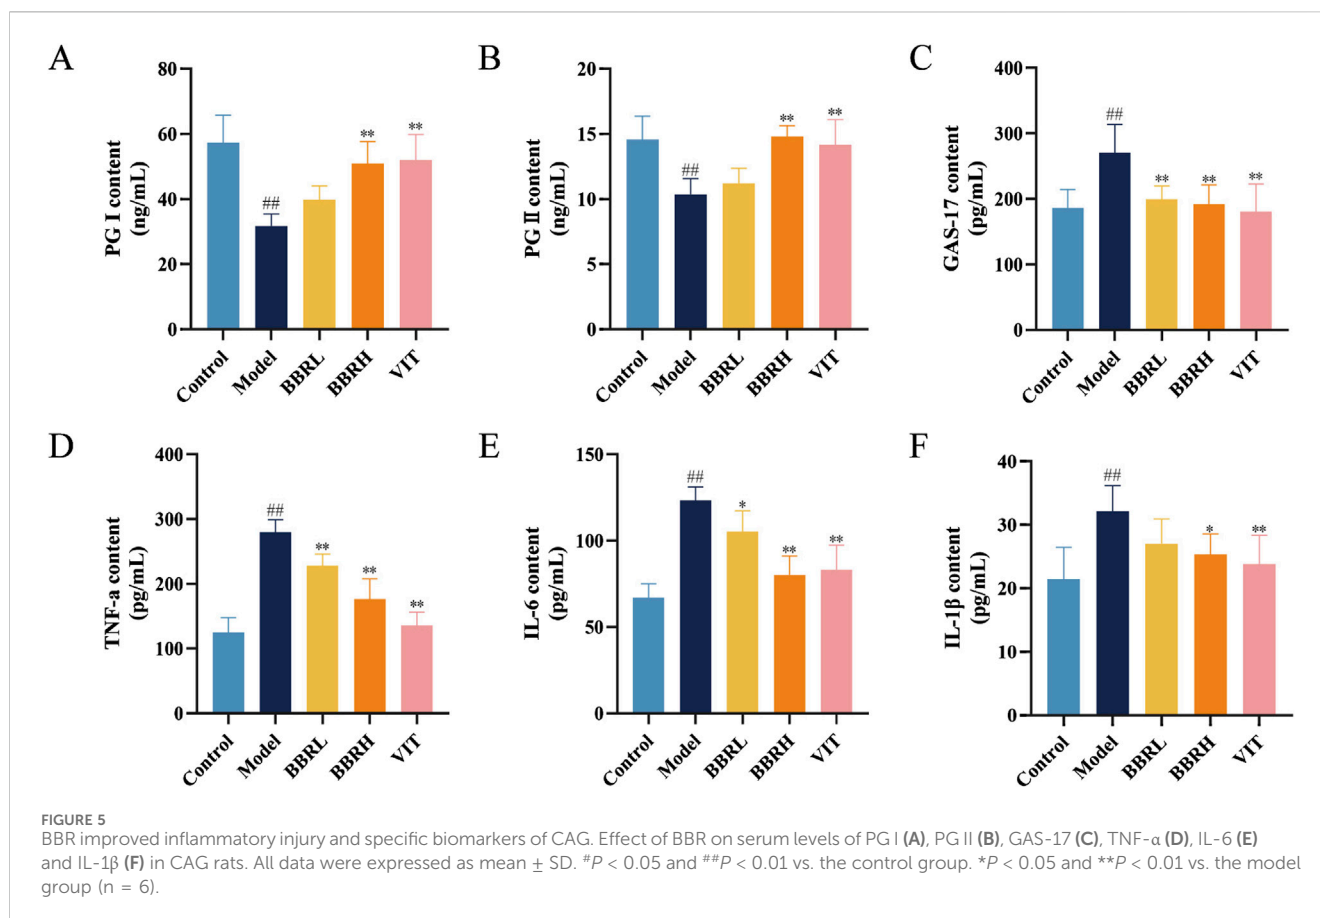 A
PG I content
(ng/mL)
80
60
40
20
0
##
**
**
Control
Model
BBRL
BBRH
VIT
B
PG II content
(ng/mL)
20
15
10
5
0
##
**
**
Control
Model
BBRL
BBRH
VIT
C
GAS-17 content
(pg/mL)
400
300
200
100
0
##
**
**
**
Control
Model
BBRL
BBRH
VIT
D
TNF-a content
(pg/mL)
400
300
200
100
0
##
**
**
**
Control
Model
BBRL
BBRH
VIT
E
IL-6 content
(pg/mL)
150
100
50
0
##
*
**
**
Control
Model
BBRL
BBRH
VIT
F
IL-1β content
(pg/mL)
40
30
20
10
0
##
*
**
Control
Model
BBRL
BBRH
VIT
FIGURE 5
BBR improved inflammatory injury and specific biomarkers of CAG. Effect of BBR on serum levels of PG I (A), PG II (B), GAS-17 (C), TNF-α (D), IL-6 (E)
and IL-1β (F) in CAG rats. All data were expressed as mean ± SD. #P < 0.05 and ##P < 0.01 vs. the control group. *P < 0.05 and **P < 0.01 vs. the model
group (n = 6).